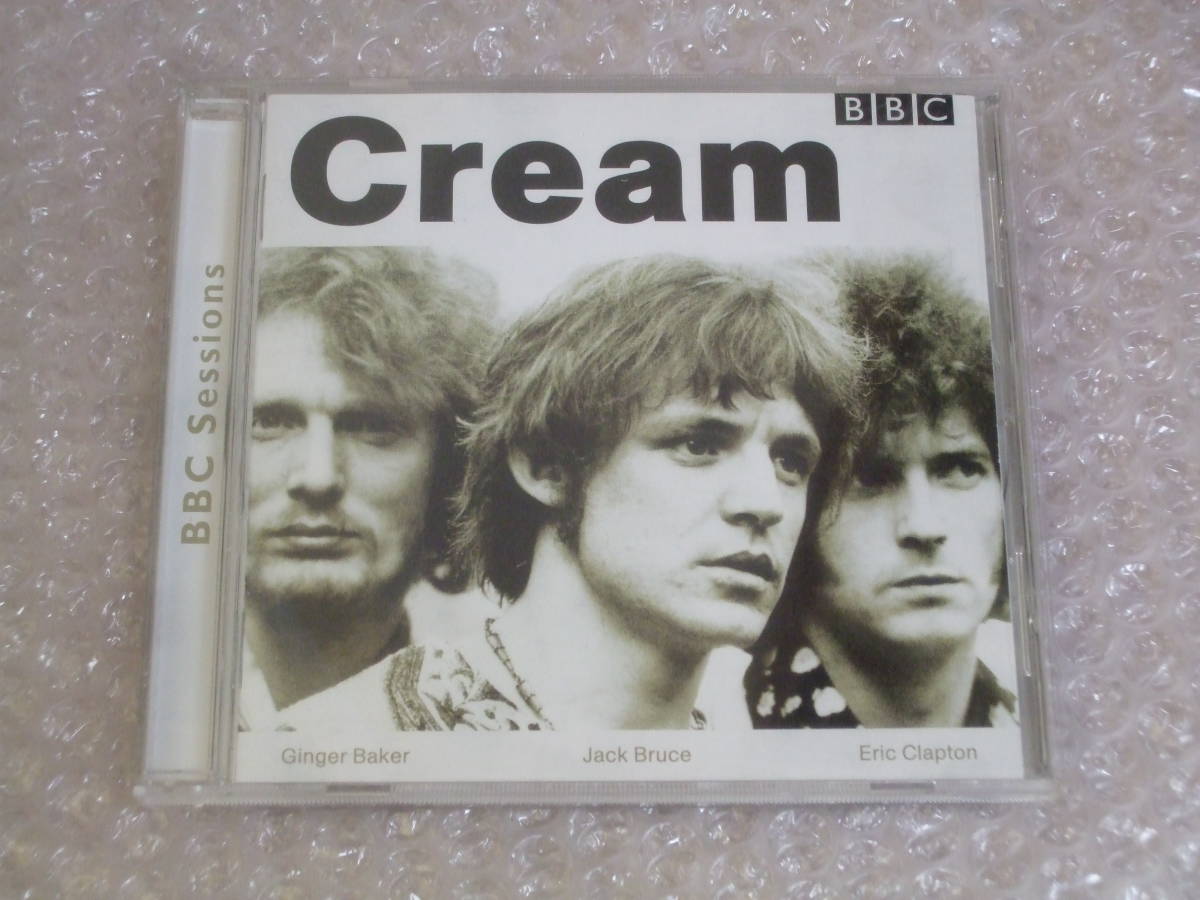 BBC
Cream
BBC Sessions
Ginger Baker
Jack Bruce
Eric Clapton